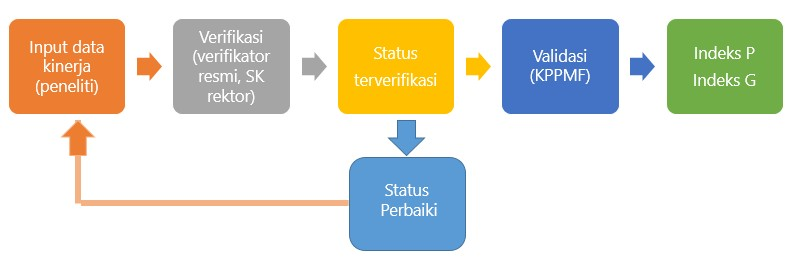 Input data
kinerja
(peneliti)
Verifikasi
(verifikator
resmi, SK
rektor)
Status
terverifikasi
Validasi
(KPPMF)
Indeks P
Indeks G
Status
Perbaiki